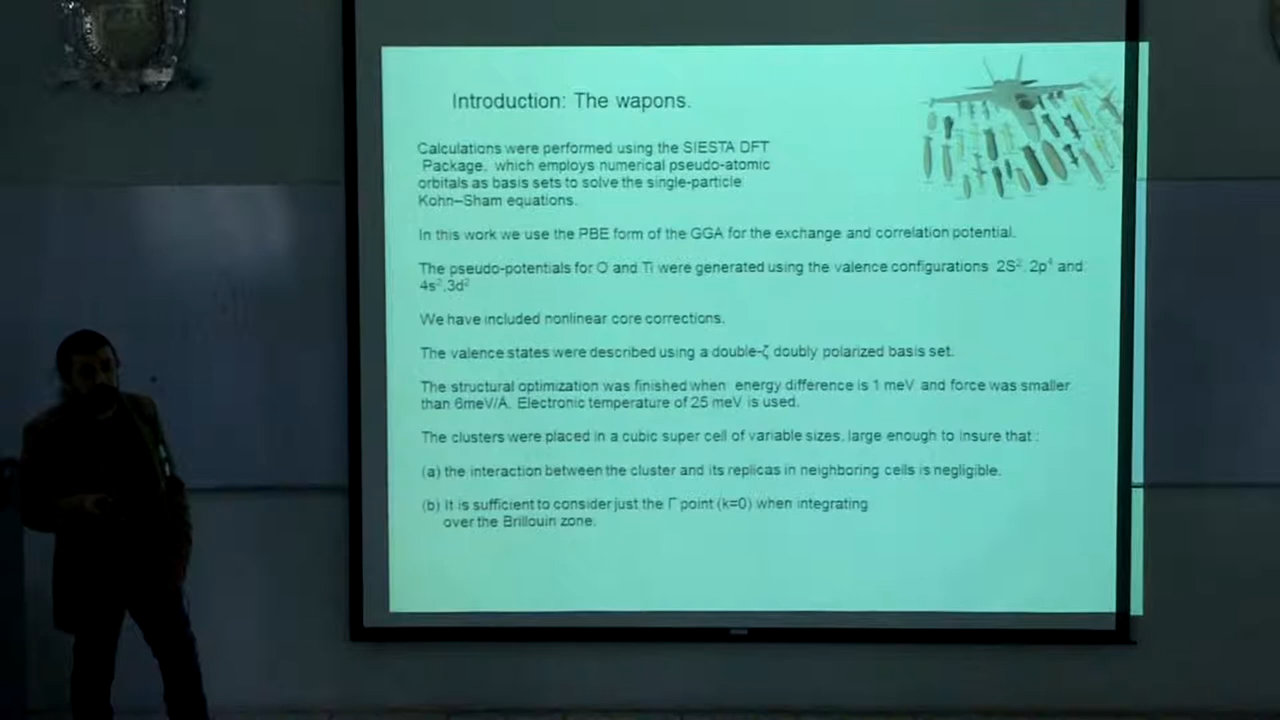 Introduction: The wapons.
Calculations were performed using the SIESTA DFT
Package, which employs numerical pseudo-atomic
orbitals as basis sets to solve the single-particle
Kohn–Sham equations.
In this work we use the PBE form of the GGA for the exchange and correlation potential.
The pseudo-potentials for O and Ti were generated using the valence configurations 2S², 2p⁴ and
4s²,3d²
We have included nonlinear core corrections.
The valence states were described using a double-ζ doubly polarized basis set.
The structural optimization was finished when energy difference is 1 meV and force was smaller
than 6meV/Å. Electronic temperature of 25 meV is used.
The clusters were placed in a cubic super cell of variable sizes, large enough to insure that :
(a) the interaction between the cluster and its replicas in neighboring cells is negligible.
(b) It is sufficient to consider just the Γ point (k=0) when integrating
over the Brillouin zone.